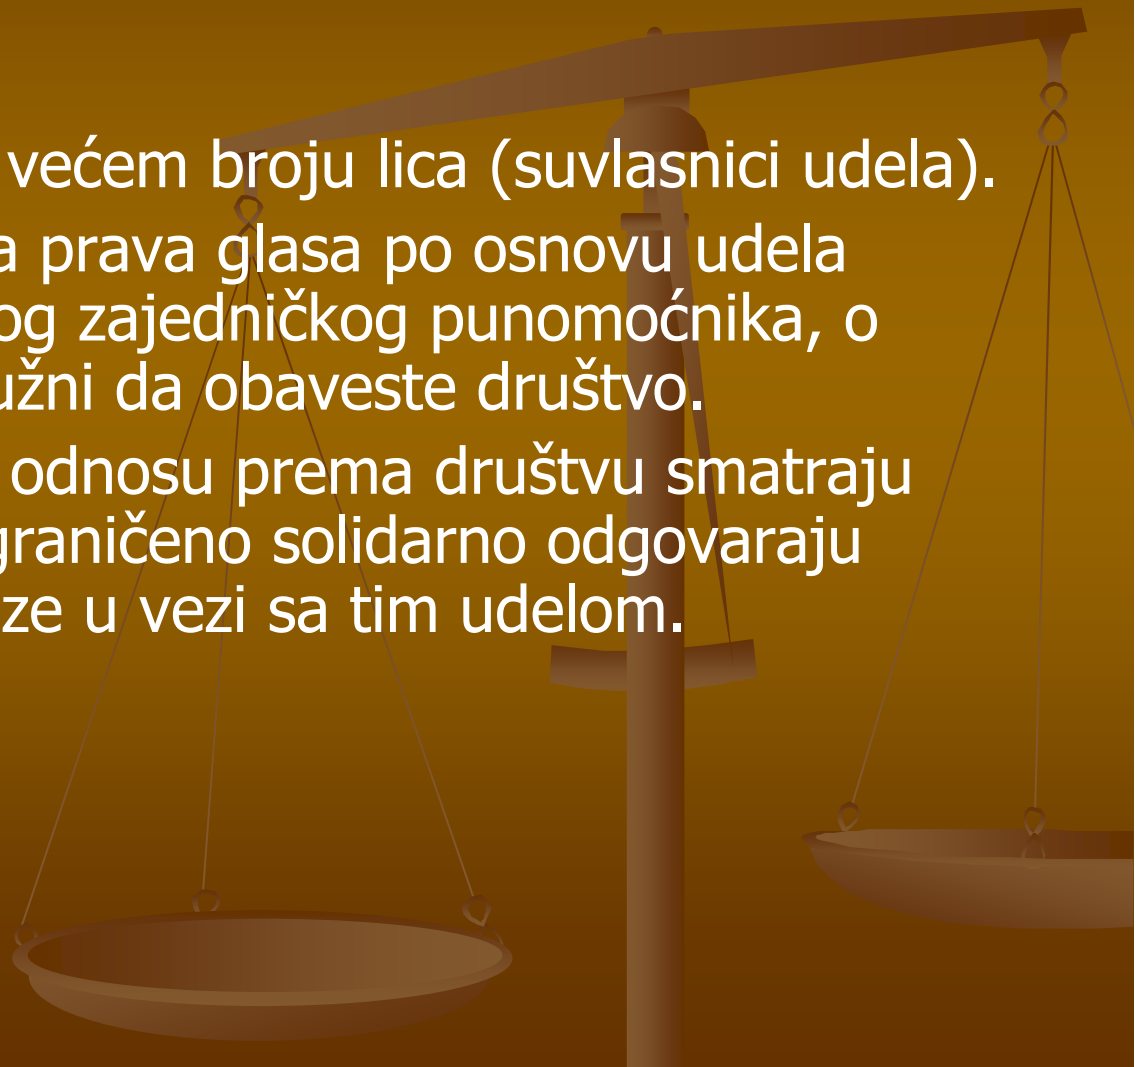 većem broju lica (suvlasnici udela).
a prava glasa po osnovu udela
og zajedničkog punomoćnika, o
užni da obaveste društvo.
odnosu prema društvu smatraju
graničeno solidarno odgovaraju
ze u vezi sa tim udelom.